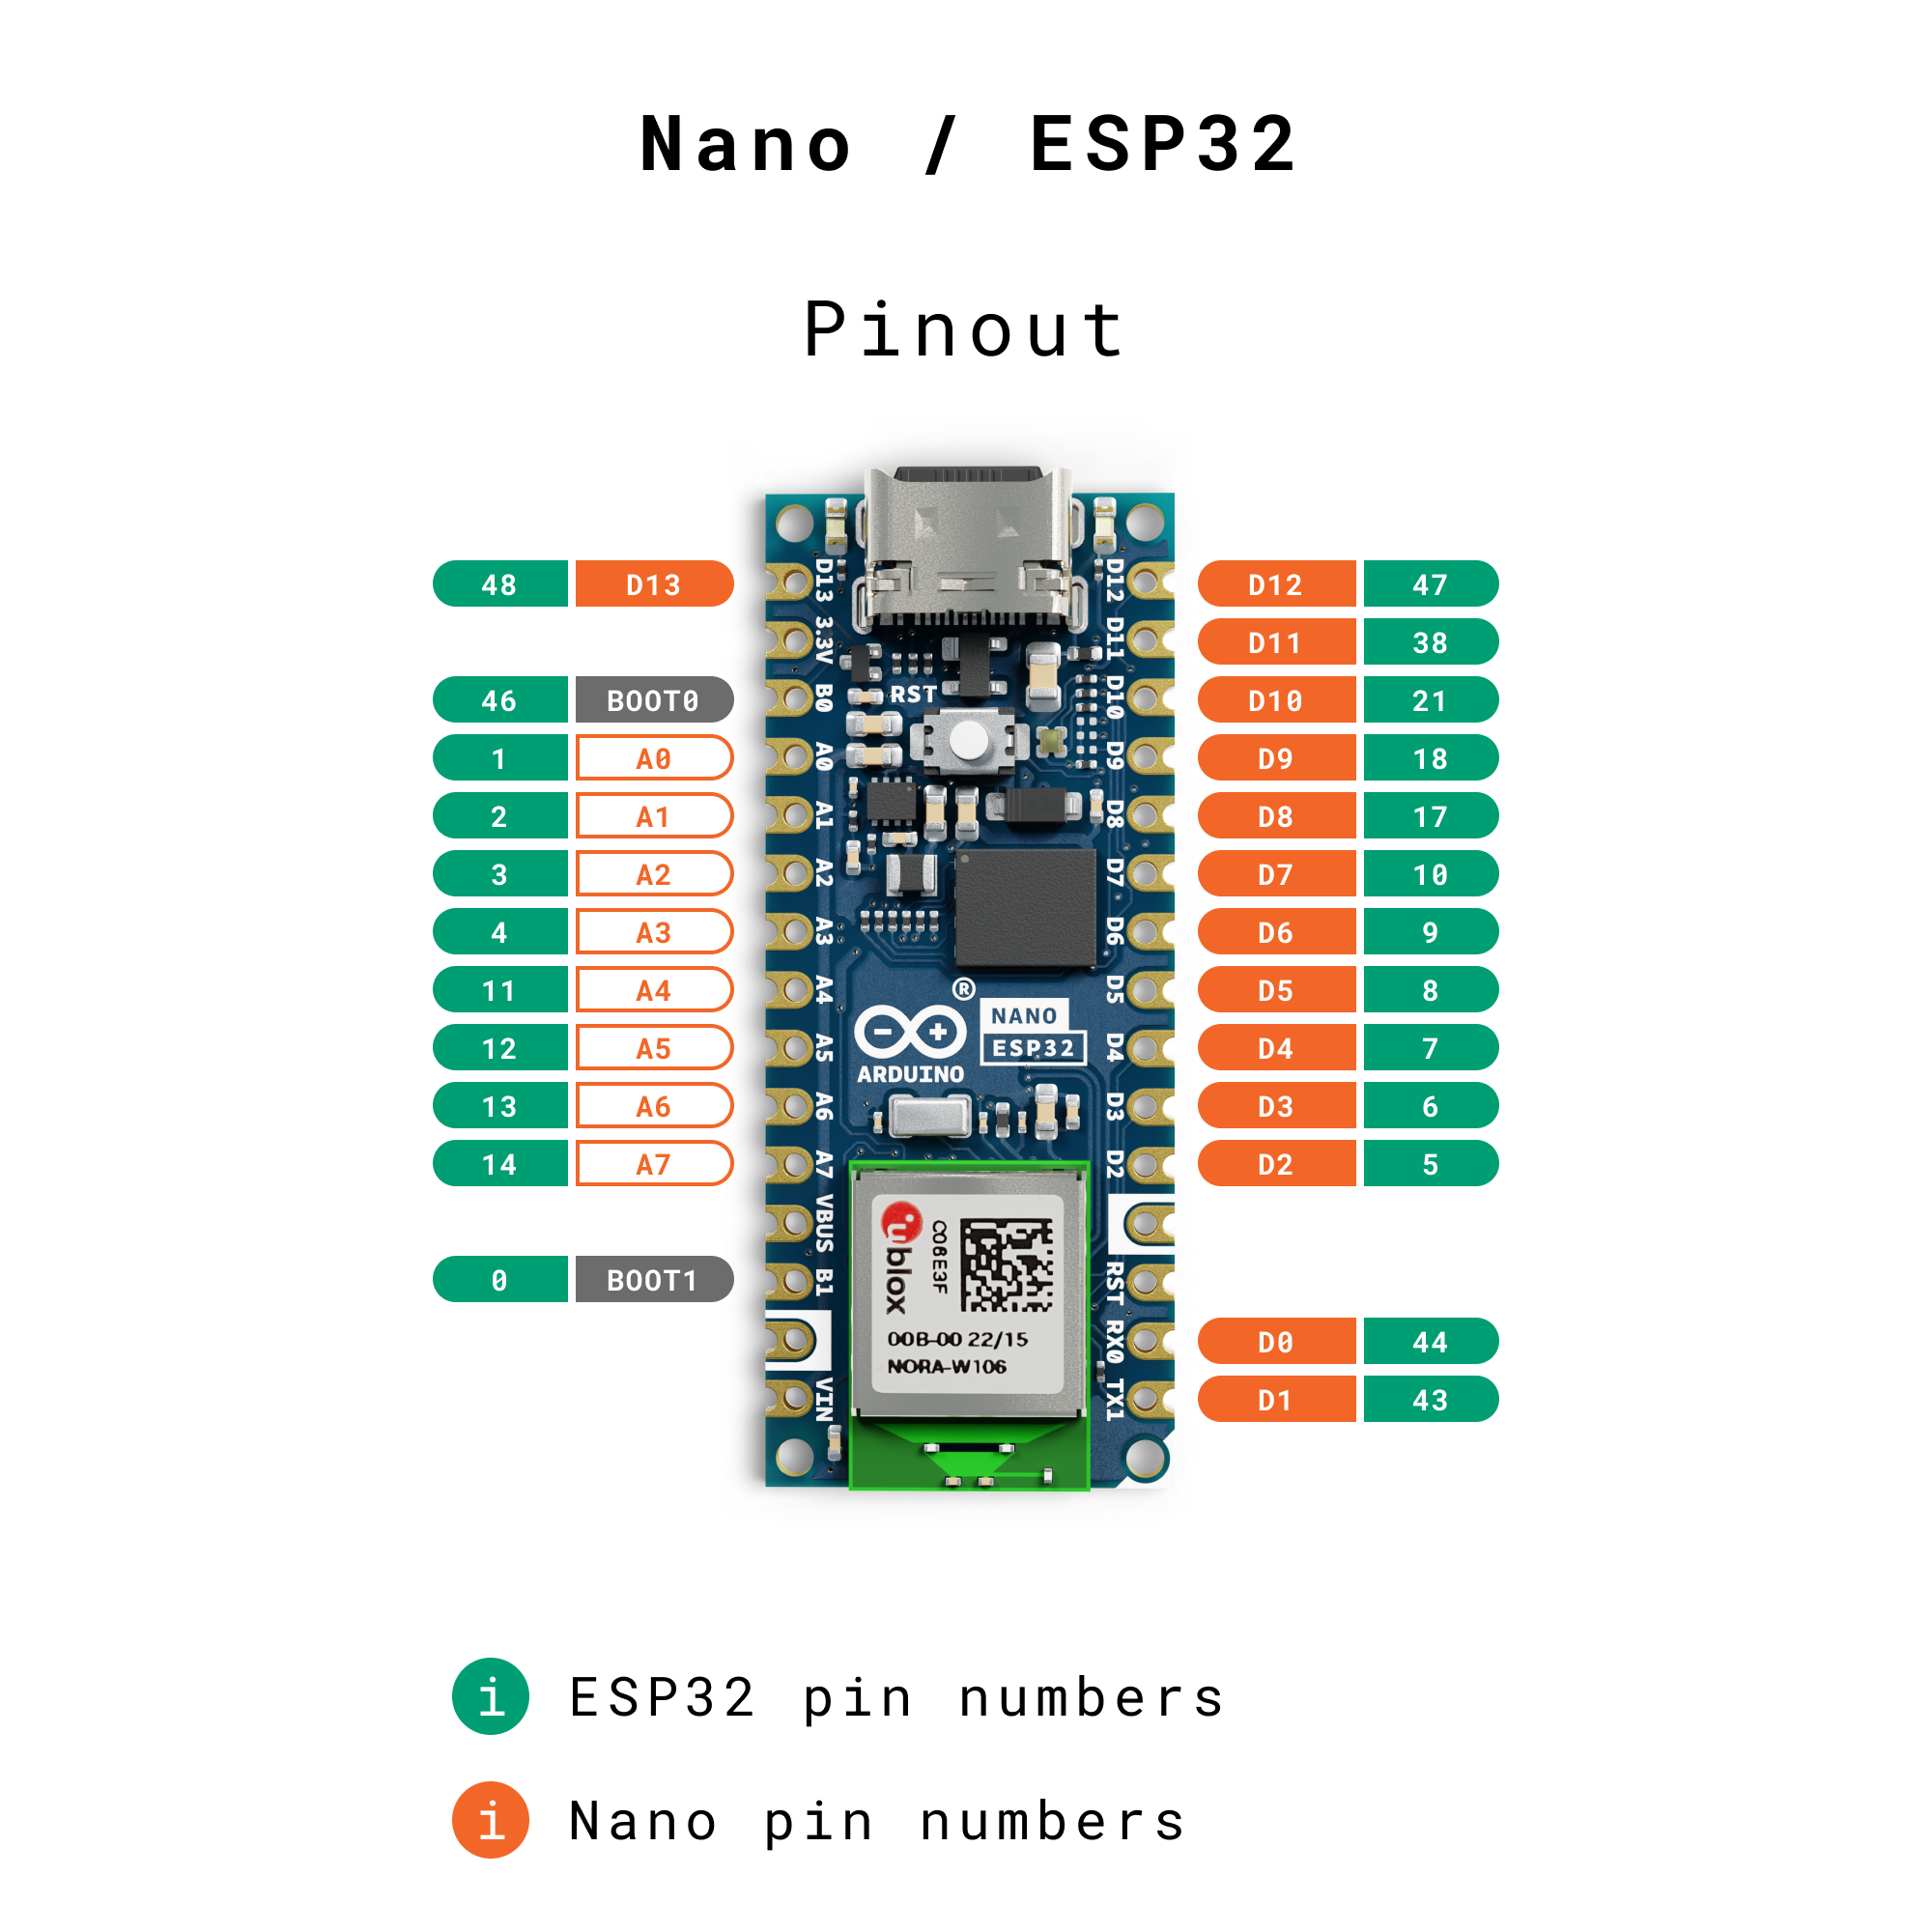 Nano / ESP32
Pinout
48 D13
46 BOOT0
1 A0
2 A1
3 A2
4 A3
11 A4
12 A5
13 A6
14 A7
0 BOOT1
D13
3.3V
B0
A0
A1
A2
A3
A4
A5
A6
A7
VBUS
B1
VIN
RST
®
NANO
ESP32
ARDUINO
ublox
C08E3F
00B-00 22/15
NORA-W106
D12
D11
D10
D9
D8
D7
D6
D5
D4
D3
D2
RST
RX0
TX1
D12 47
D11 38
D10 21
D9 18
D8 17
D7 10
D6 9
D5 8
D4 7
D3 6
D2 5
D0 44
D1 43
i ESP32 pin numbers
i Nano pin numbers